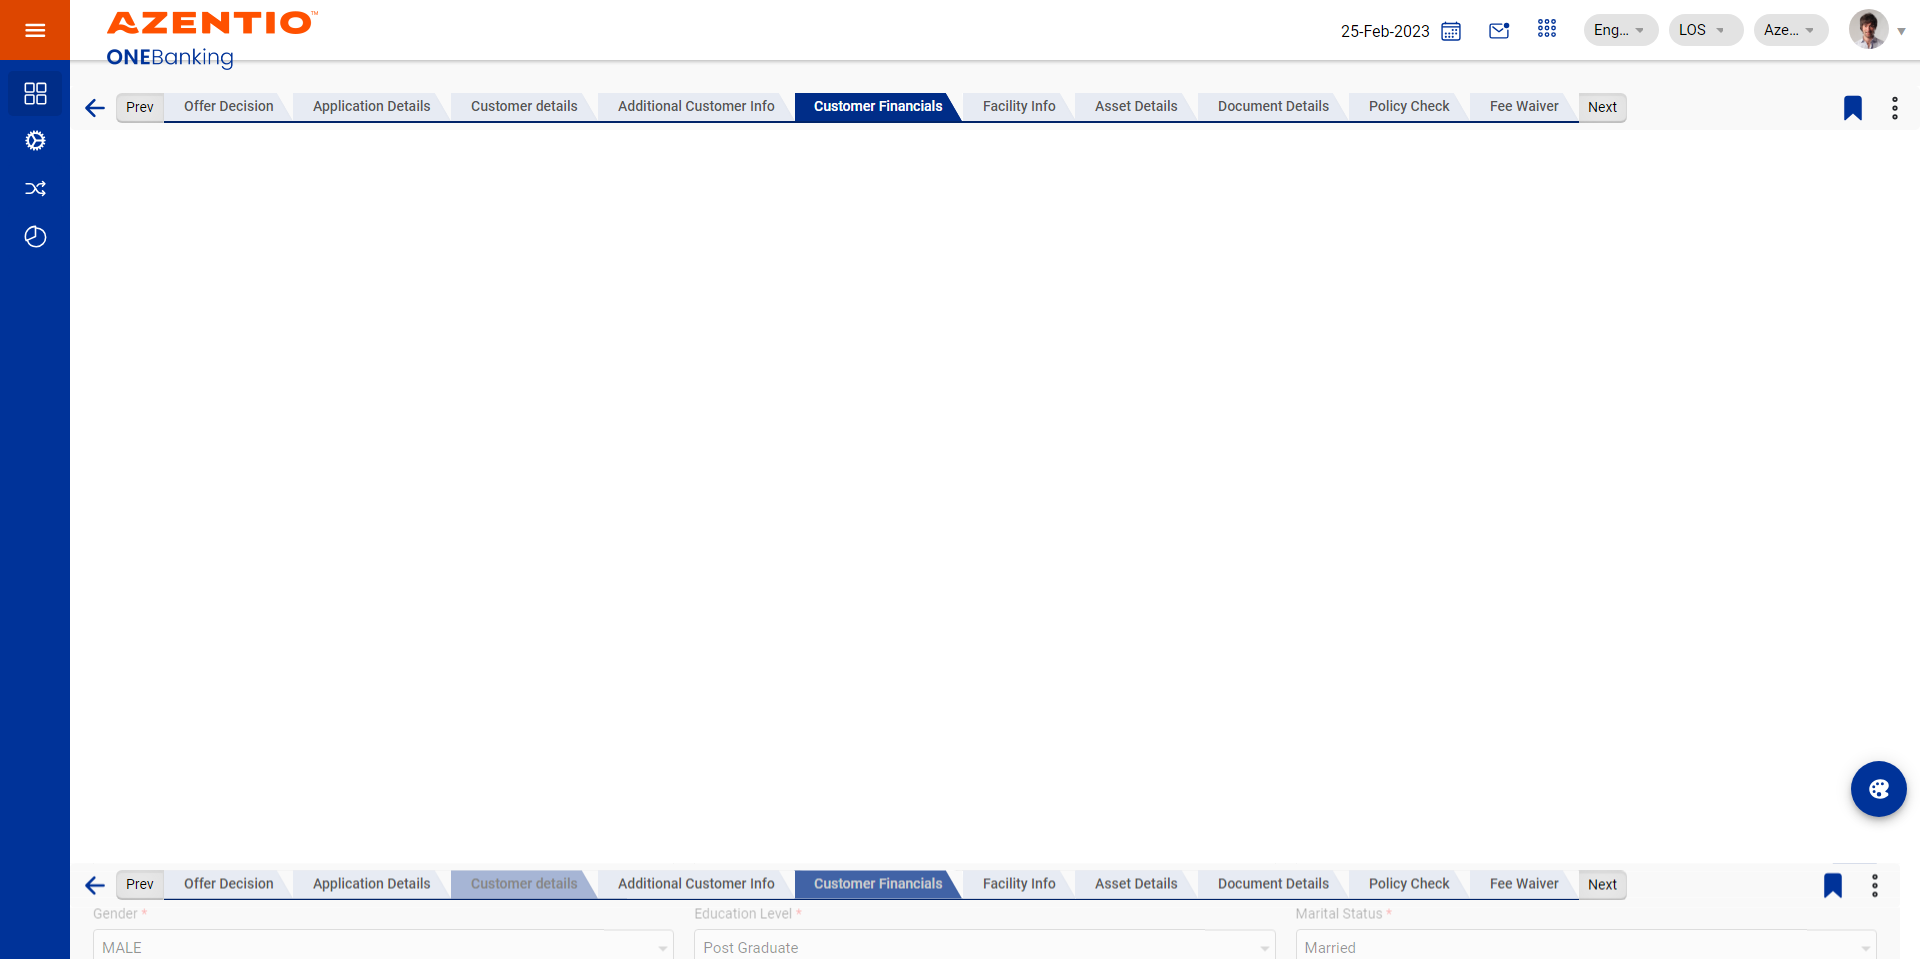 AZENTIO™
ONEBanking
25-Feb-2023
Eng...
LOS
Aze...
Prev
Offer Decision
Application Details
Customer details
Additional Customer Info
Customer Financials
Facility Info
Asset Details
Document Details
Policy Check
Fee Waiver
Next
Prev
Offer Decision
Application Details
Customer details
Additional Customer Info
Customer Financials
Facility Info
Asset Details
Document Details
Policy Check
Fee Waiver
Next
Gender *
Education Level *
Marital Status *
MALE
Post Graduate
Married